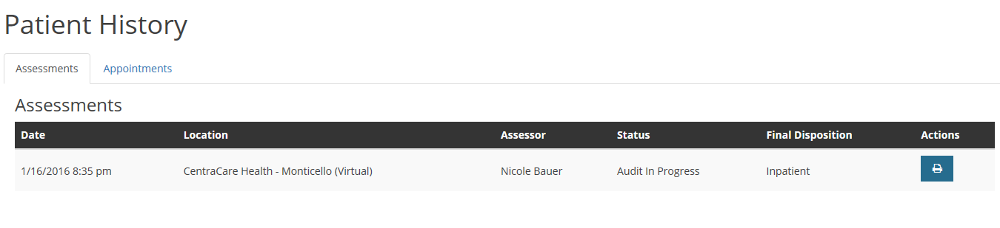 Patient History
Assessments Appointments
Assessments
Date Location Assessor Status Final Disposition Actions
1/16/2016 8:35 pm CentraCare Health - Monticello (Virtual) Nicole Bauer Audit In Progress Inpatient